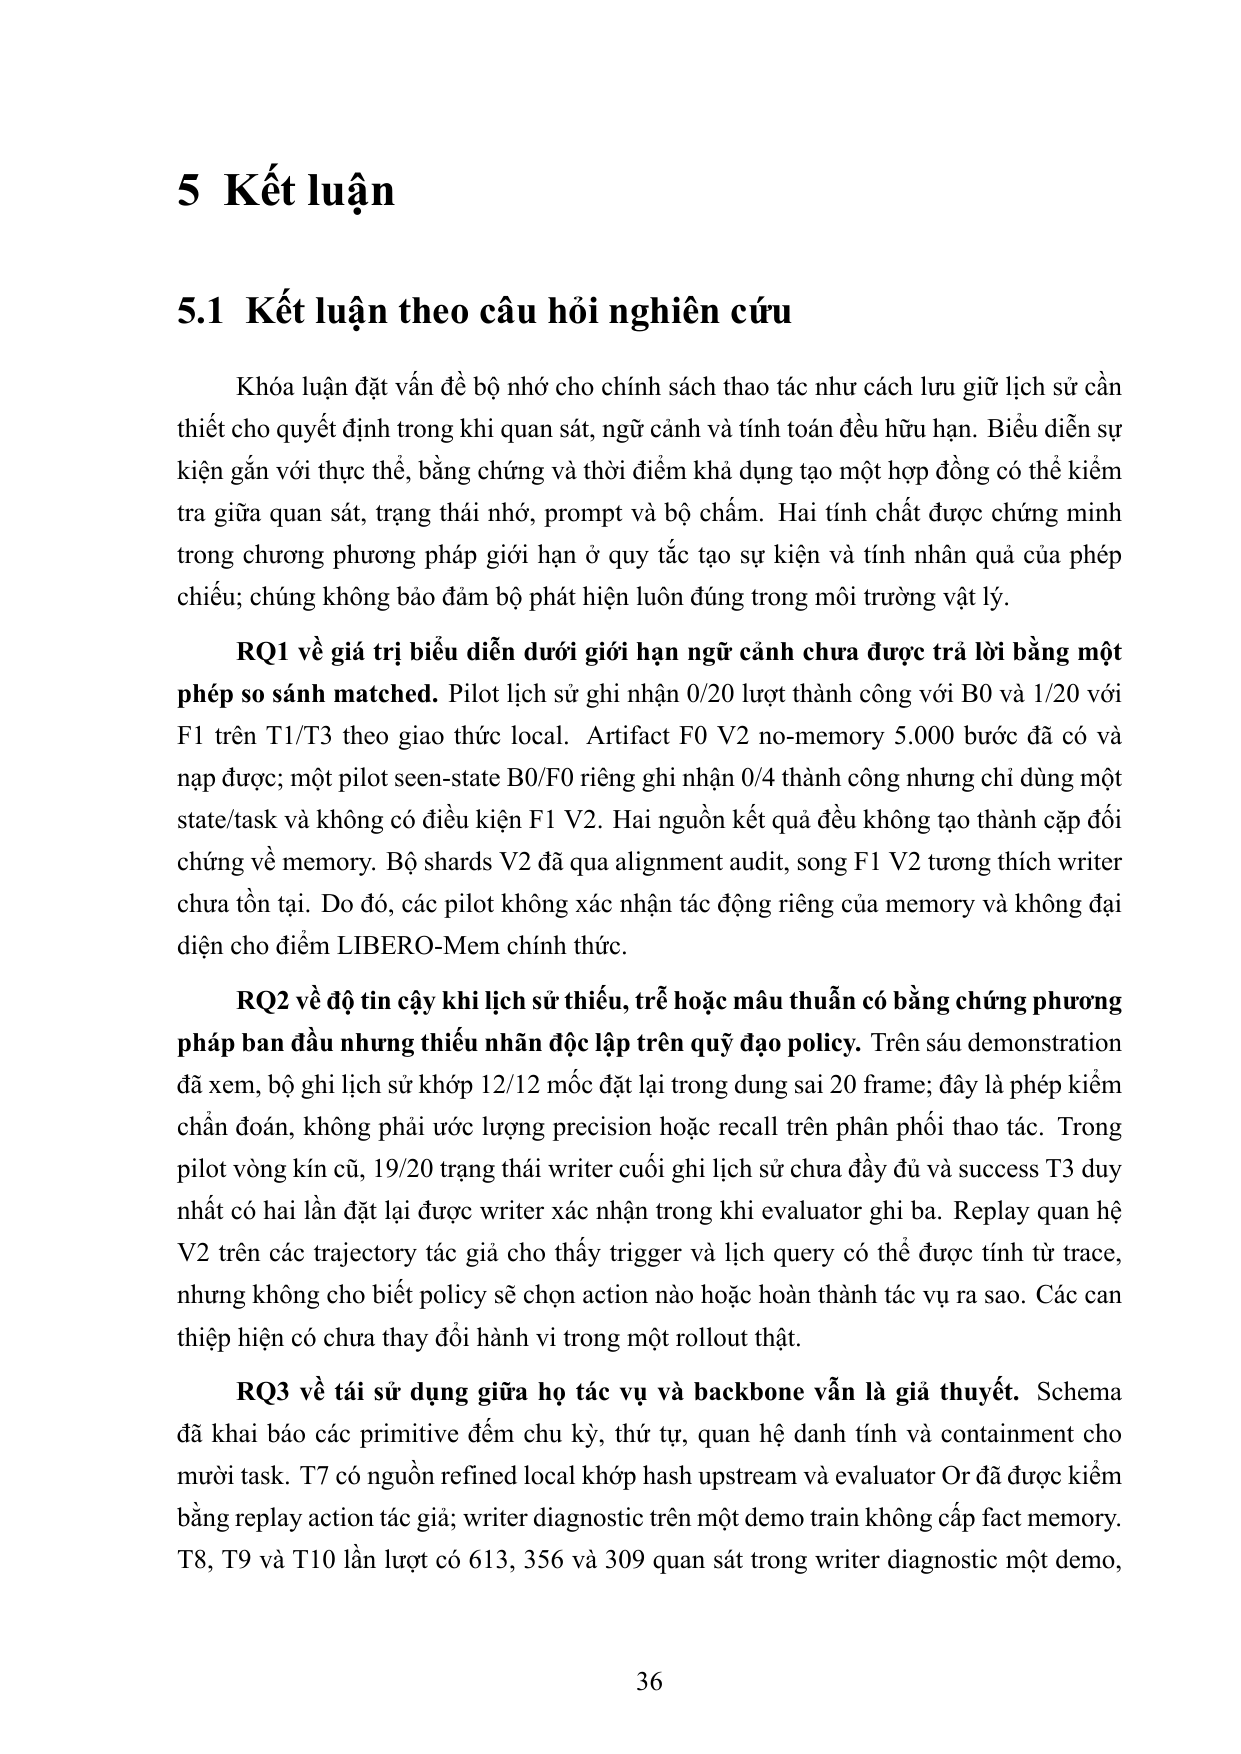 5 Kết luận
5.1 Kết luận theo câu hỏi nghiên cứu
Khóa luận đặt vấn đề bộ nhớ cho chính sách thao tác như cách lưu giữ lịch sử cần
thiết cho quyết định trong khi quan sát, ngữ cảnh và tính toán đều hữu hạn. Biểu diễn sự
kiện gắn với thực thể, bằng chứng và thời điểm khả dụng tạo một hợp đồng có thể kiểm
tra giữa quan sát, trạng thái nhớ, prompt và bộ chấm. Hai tính chất được chứng minh
trong chương phương pháp giới hạn ở quy tắc tạo sự kiện và tính nhân quả của phép
chiếu; chúng không bảo đảm bộ phát hiện luôn đúng trong môi trường vật lý.
RQ1 về giá trị biểu diễn dưới giới hạn ngữ cảnh chưa được trả lời bằng một
phép so sánh matched. Pilot lịch sử ghi nhận 0/20 lượt thành công với B0 và 1/20 với
F1 trên T1/T3 theo giao thức local. Artifact F0 V2 no-memory 5.000 bước đã có và
nạp được; một pilot seen-state B0/F0 riêng ghi nhận 0/4 thành công nhưng chỉ dùng một
state/task và không có điều kiện F1 V2. Hai nguồn kết quả đều không tạo thành cặp đối
chứng về memory. Bộ shards V2 đã qua alignment audit, song F1 V2 tương thích writer
chưa tồn tại. Do đó, các pilot không xác nhận tác động riêng của memory và không đại
diện cho điểm LIBERO-Mem chính thức.
RQ2 về độ tin cậy khi lịch sử thiếu, trễ hoặc mâu thuẫn có bằng chứng phương
pháp ban đầu nhưng thiếu nhãn độc lập trên quỹ đạo policy. Trên sáu demonstration
đã xem, bộ ghi lịch sử khớp 12/12 mốc đặt lại trong dung sai 20 frame; đây là phép kiểm
chẩn đoán, không phải ước lượng precision hoặc recall trên phân phối thao tác. Trong
pilot vòng kín cũ, 19/20 trạng thái writer cuối ghi lịch sử chưa đầy đủ và success T3 duy
nhất có hai lần đặt lại được writer xác nhận trong khi evaluator ghi ba. Replay quan hệ
V2 trên các trajectory tác giả cho thấy trigger và lịch query có thể được tính từ trace,
nhưng không cho biết policy sẽ chọn action nào hoặc hoàn thành tác vụ ra sao. Các can
thiệp hiện có chưa thay đổi hành vi trong một rollout thật.
RQ3 về tái sử dụng giữa họ tác vụ và backbone vẫn là giả thuyết. Schema
đã khai báo các primitive đếm chu kỳ, thứ tự, quan hệ danh tính và containment cho
mười task. T7 có nguồn refined local khớp hash upstream và evaluator Or đã được kiểm
bằng replay action tác giả; writer diagnostic trên một demo train không cấp fact memory.
T8, T9 và T10 lần lượt có 613, 356 và 309 quan sát trong writer diagnostic một demo,
36